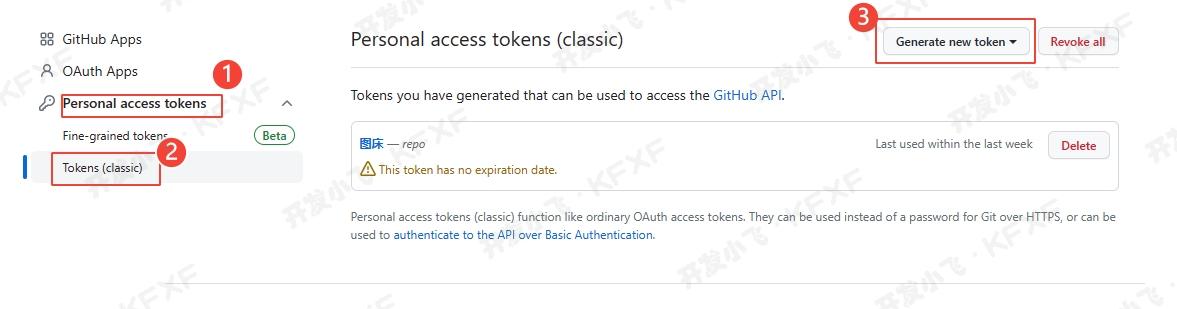 GitHub Apps
OAuth Apps
1
Personal access tokens
Fine-grained tokens
Beta
2
Tokens (classic)
Personal access tokens (classic)
3
Generate new token
Revoke all
Tokens you have generated that can be used to access the GitHub API.
图床 — repo
Last used within the last week
Delete
This token has no expiration date.
Personal access tokens (classic) function like ordinary OAuth access tokens. They can be used instead of a password for Git over HTTPS, or can be
used to authenticate to the API over Basic Authentication.
开发小飞 · KFXF